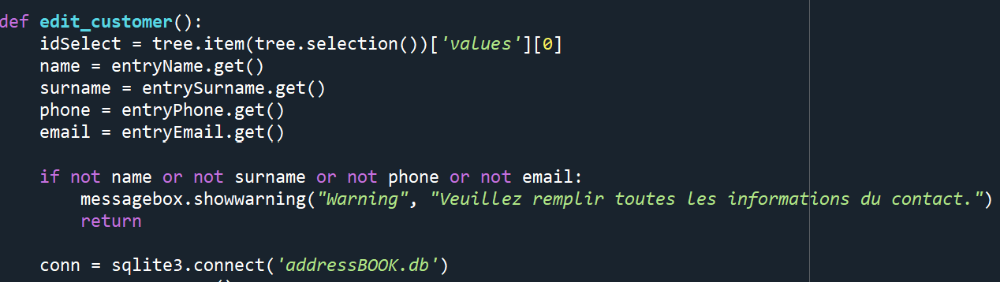 def edit_customer():
    idSelect = tree.item(tree.selection())['values'][0]
    name = entryName.get()
    surname = entrySurname.get()
    phone = entryPhone.get()
    email = entryEmail.get()

    if not name or not surname or not phone or not email:
        messagebox.showwarning("Warning", "Veuillez remplir toutes les informations du contact.")
        return

    conn = sqlite3.connect('addressBOOK.db')